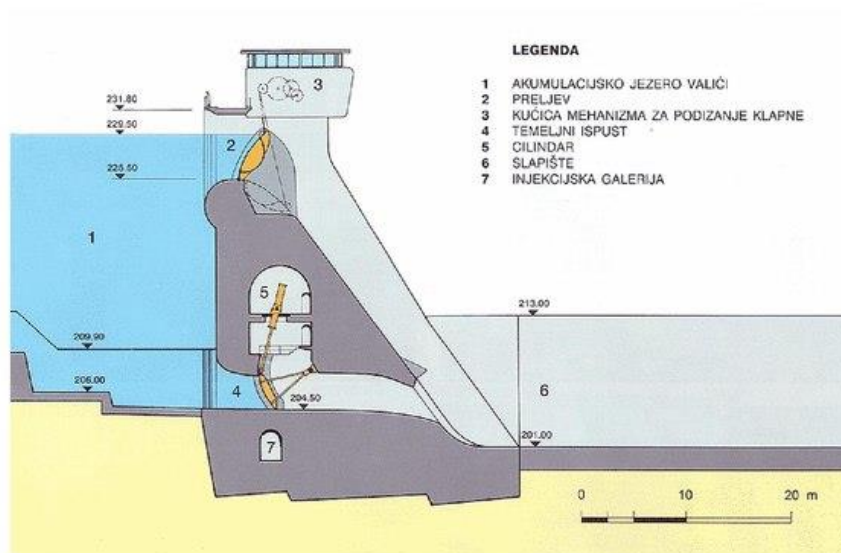 LEGENDA
1 AKUMULACIJSKO JEZERO VALIĆI
2 PRELJEV
3 KUĆICA MEHANIZMA ZA PODIZANJE KLAPNE
4 TEMELJNI ISPUST
5 CILINDAR
6 SLAPIŠTE
7 INJEKCIJSKA GALERIJA
3
231.80
229.50
2
225.50
1
5
213.00
209.90
206.00
4
204.50
6
201.00
7
0 10 20 m